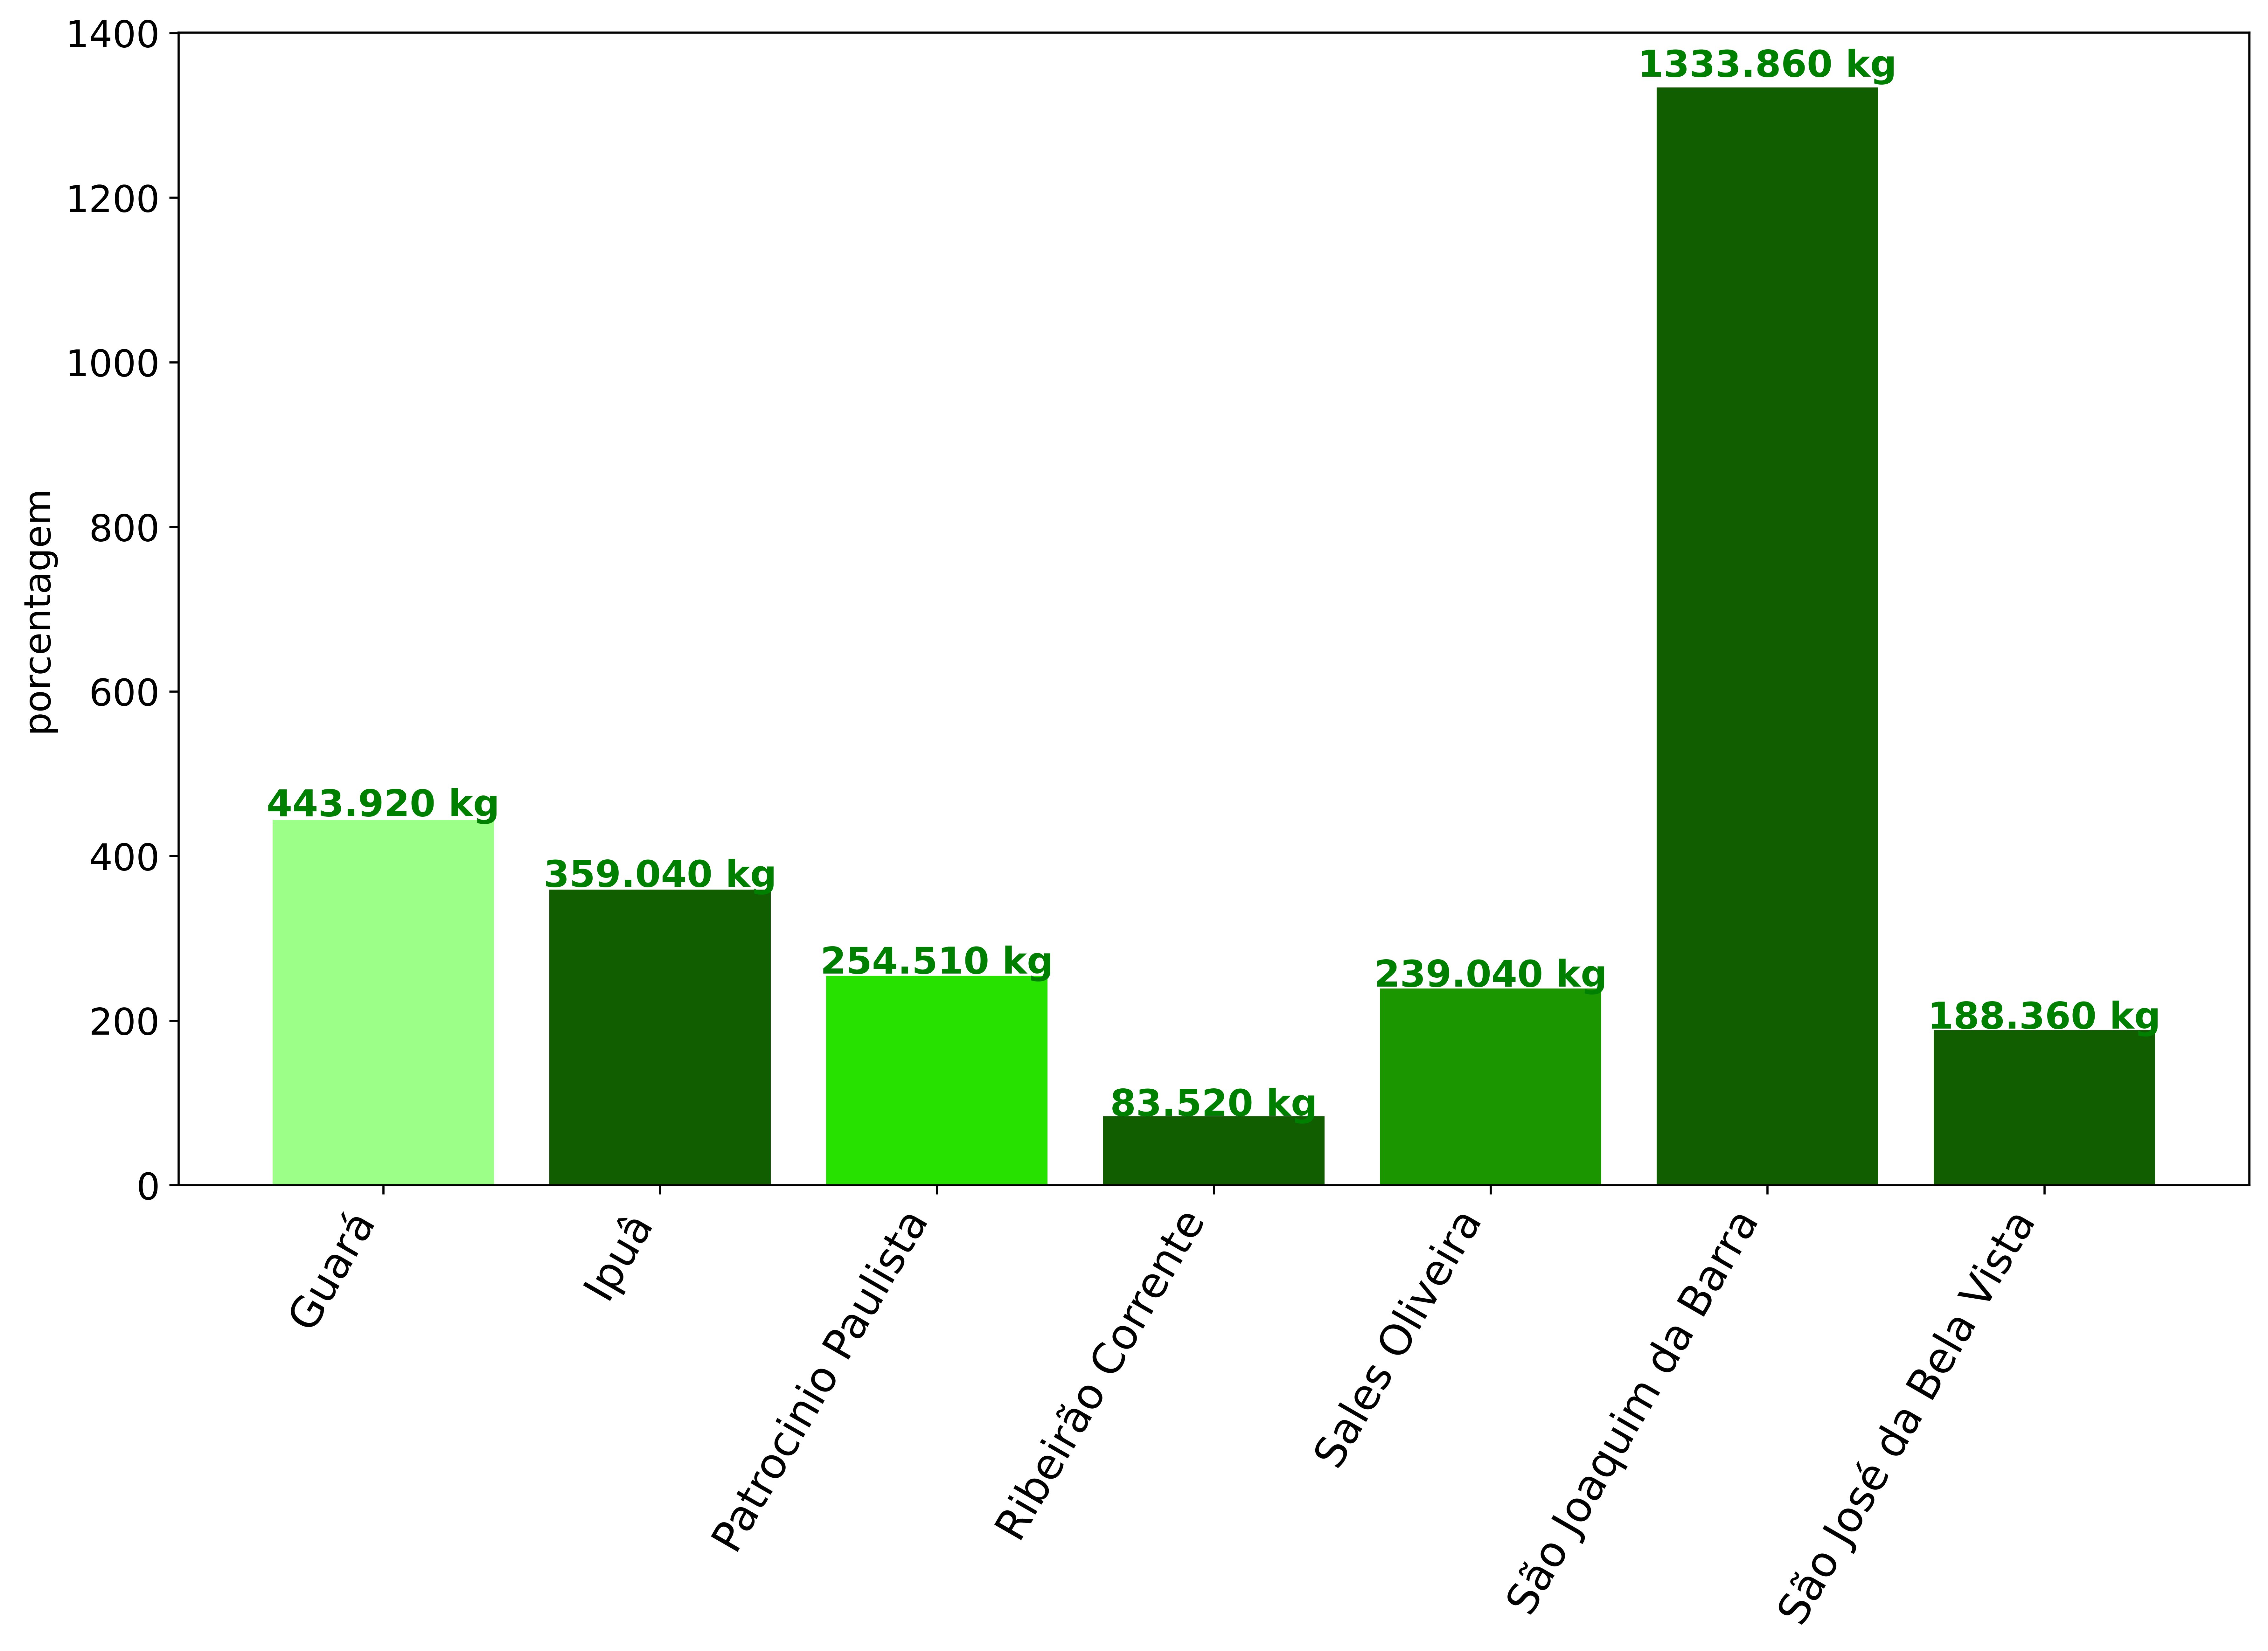 1400
1200
1000
800
600
400
200
0
porcentagem
443.920 kg
359.040 kg
254.510 kg
83.520 kg
239.040 kg
1333.860 kg
188.360 kg
Guará
Ipuâ
Patrocinio Paulista
Ribeirão Corrente
Sales Oliveira
São Joaquim da Barra
São José da Bela Vista